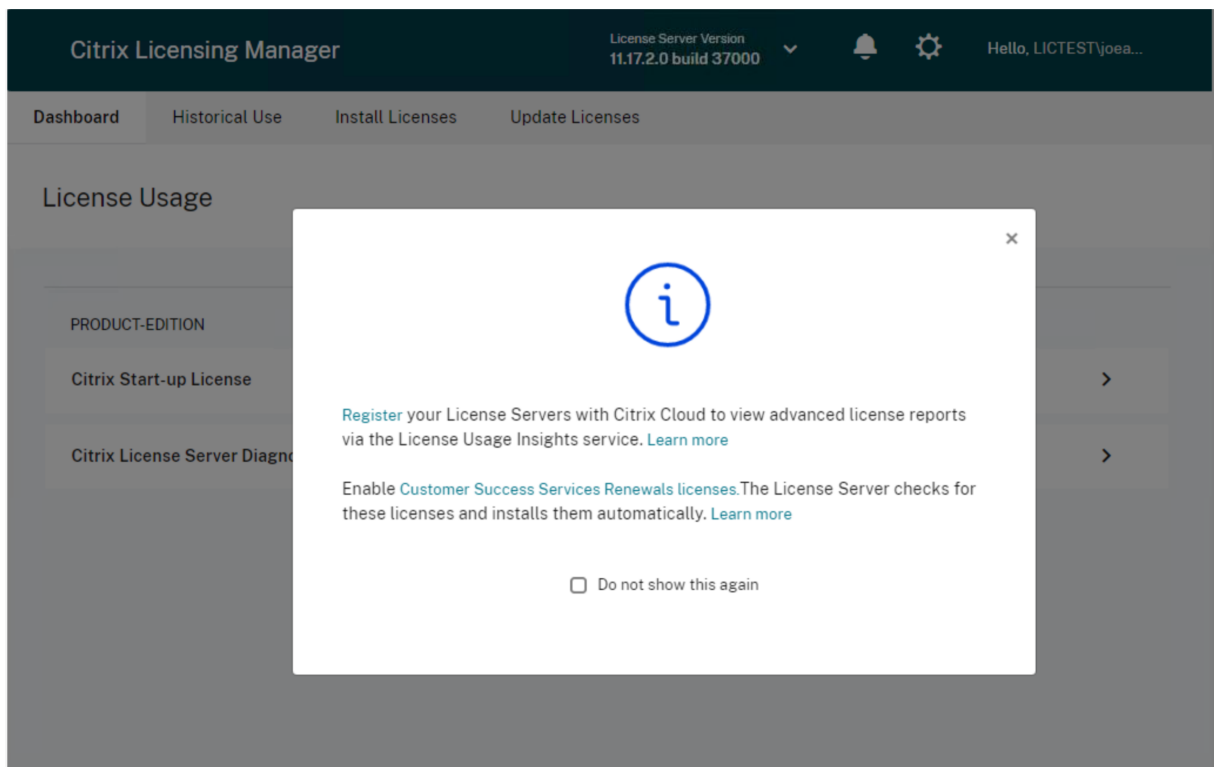 Citrix Licensing Manager
License Server Version
11.17.2.0 build 37000
Hello, LICTEST\joea...
Dashboard
Historical Use
Install Licenses
Update Licenses
License Usage
PRODUCT-EDITION
Citrix Start-up License
Citrix License Server
Register your License Servers with Citrix Cloud to view advanced license reports
via the License Usage Insights service. Learn more
Enable Customer Success Services Renewals licenses.The License Server checks for
these licenses and installs them automatically. Learn more
Do not show this again